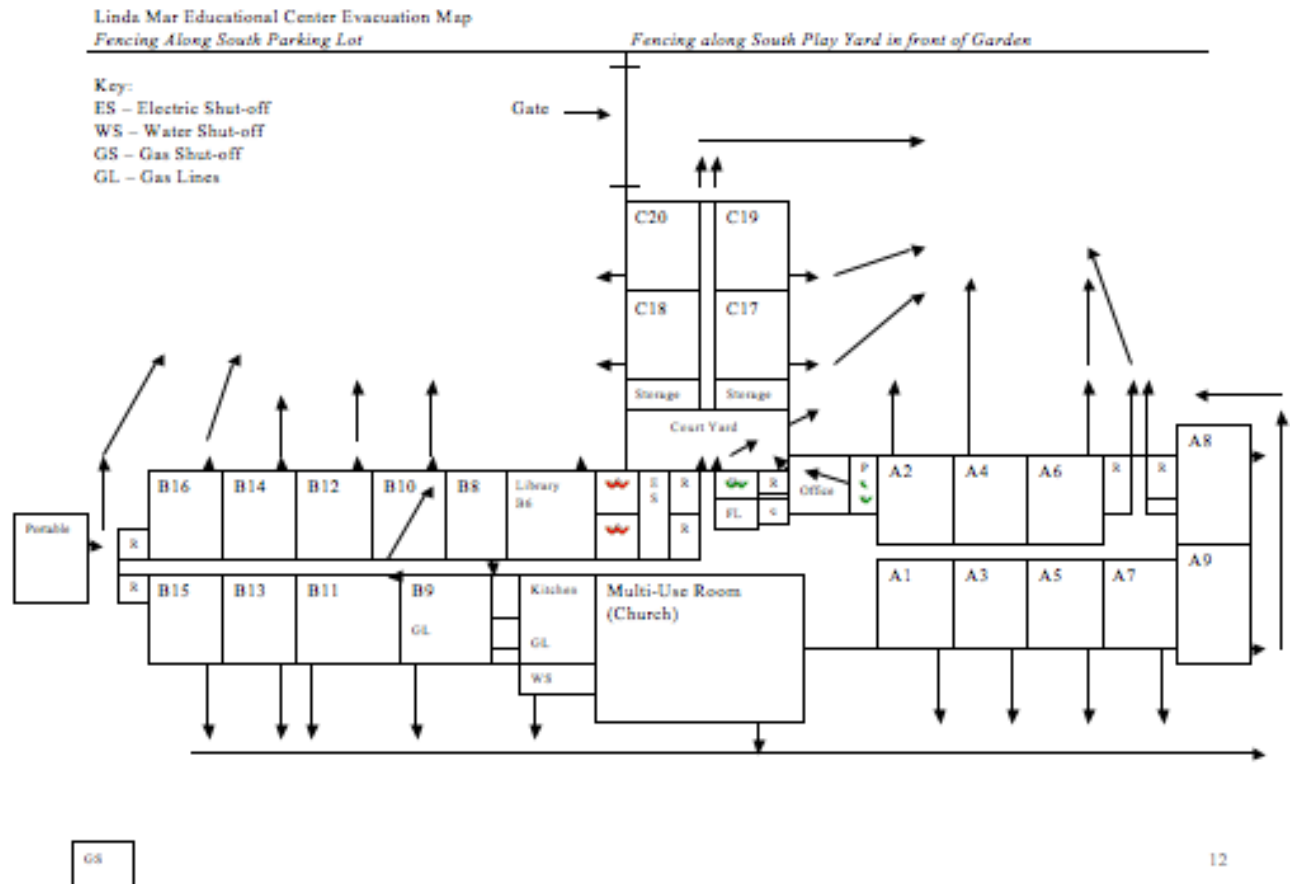 Linda Mar Educational Center Evacuation Map
Fencing Along South Parking Lot
Fencing along South Play Yard in front of Garden
Key:
ES – Electric Shut-off
WS – Water Shut-off
GS – Gas Shut-off
GL – Gas Lines
Gate
C20
C19
C18
C17
Storage
Storage
Court Yard
B16
B14
B12
B10
B8
Library
B6
E
S
R
R
R
FL
Office
P
A2
A4
A6
R
R
A8
Portable
R
R
B15
B13
B11
B9
GL
Kitchen
GL
WS
Multi-Use Room
(Church)
A1
A3
A5
A7
A9
GS
12